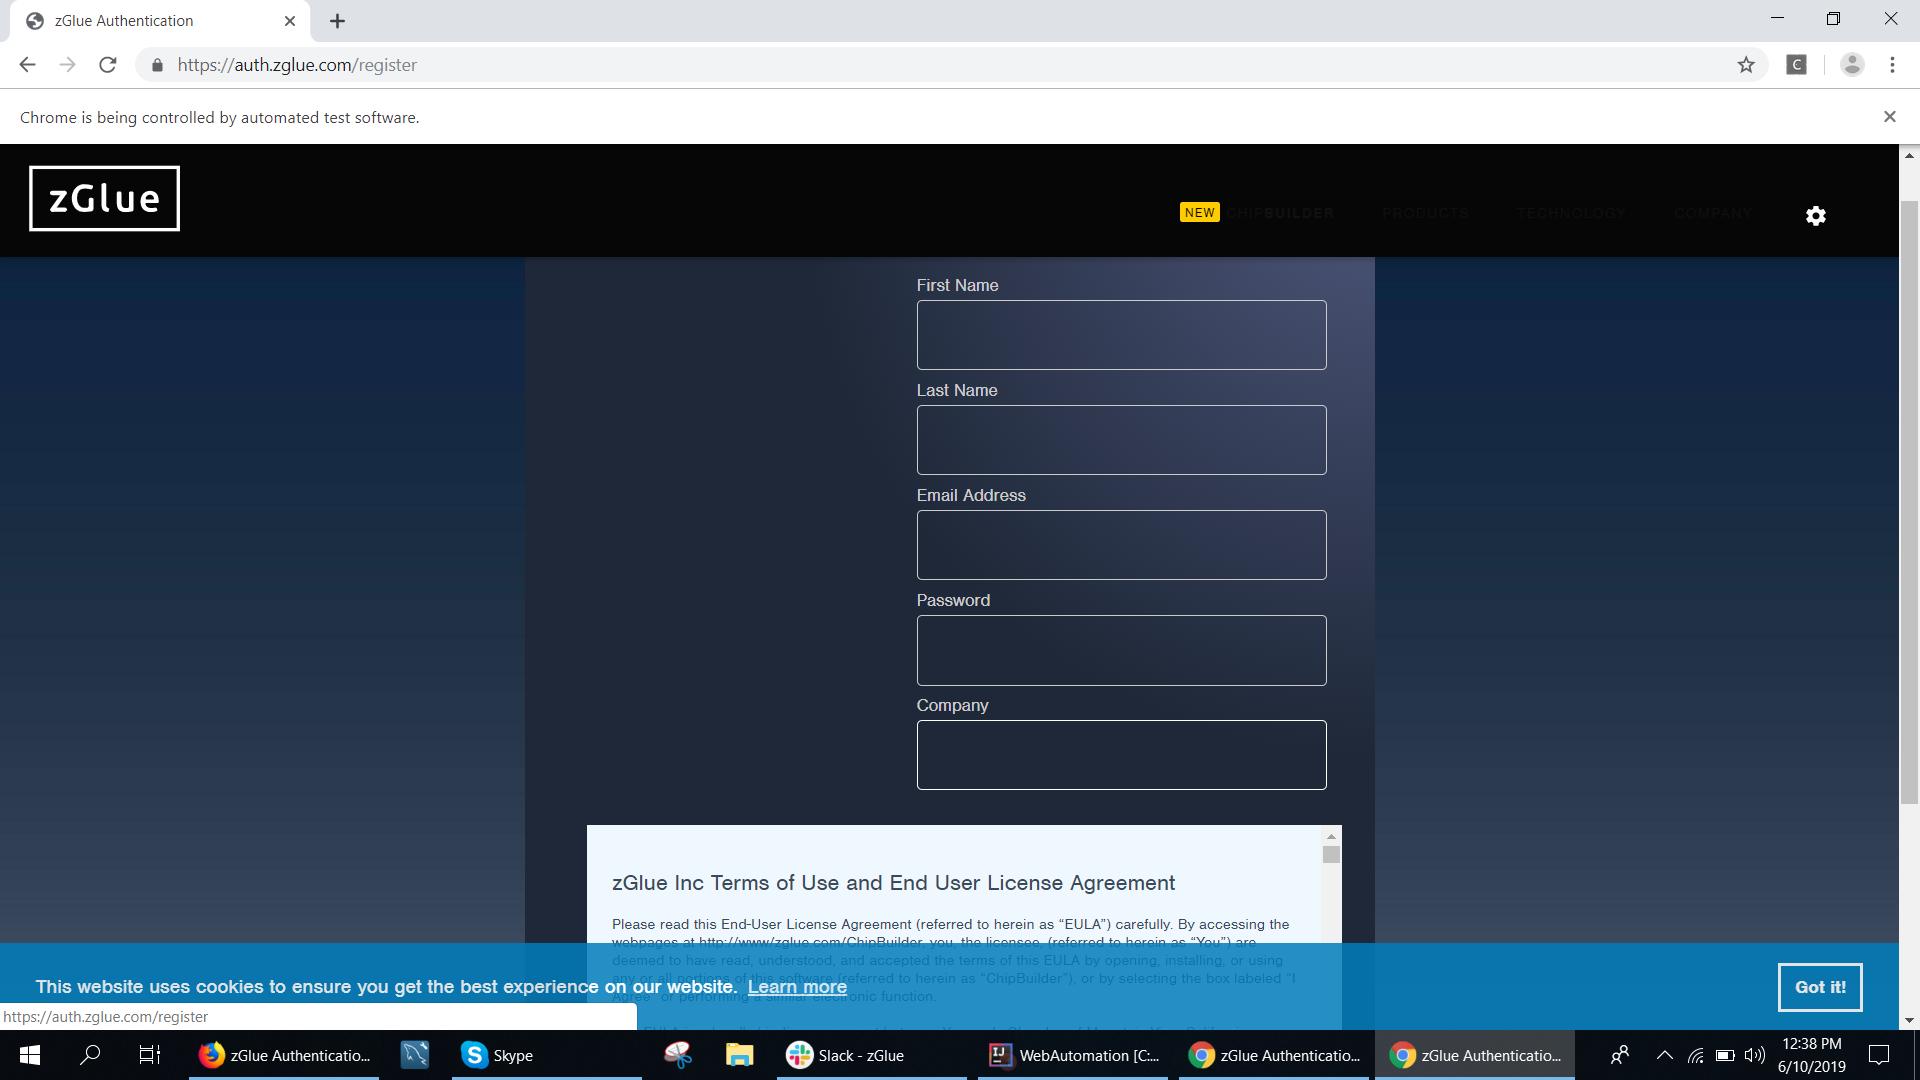 zGlue Authentication
https://auth.zglue.com/register
C
Chrome is being controlled by automated test software.
zGlue
NEW CHIPBUILDER PRODUCTS TECHNOLOGY COMPANY
First Name
Last Name
Email Address
Password
Company
zGlue Inc Terms of Use and End User License Agreement
Please read this End-User License Agreement (referred to herein as “EULA”) carefully. By accessing the
webpages at http://www/zglue.com/ChipBuilder, you, the licensee, (referred to herein as “You”) are
deemed to have read, understood, and accepted the terms of this EULA by opening, installing, or using
any or all portions of this software (referred to herein as “ChipBuilder”), or by selecting the box labeled “I
Agree” or performing a similar electronic function.
This website uses cookies to ensure you get the best experience on our website. Learn more
Got it!
https://auth.zglue.com/register
zGlue Authenticatio...
Skype
Slack - zGlue
WebAutomation [C:...
zGlue Authenticatio...
zGlue Authenticatio...
12:38 PM
6/10/2019